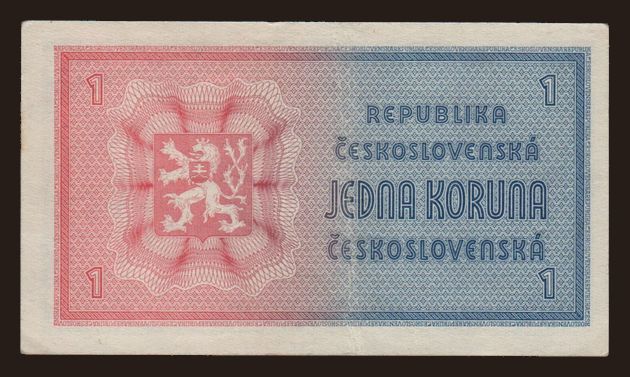 1
1
REPUBLIKA
ČESKOSLOVENSKÁ
JEDNA KORUNA
ČESKOSLOVENSKÁ
1
1